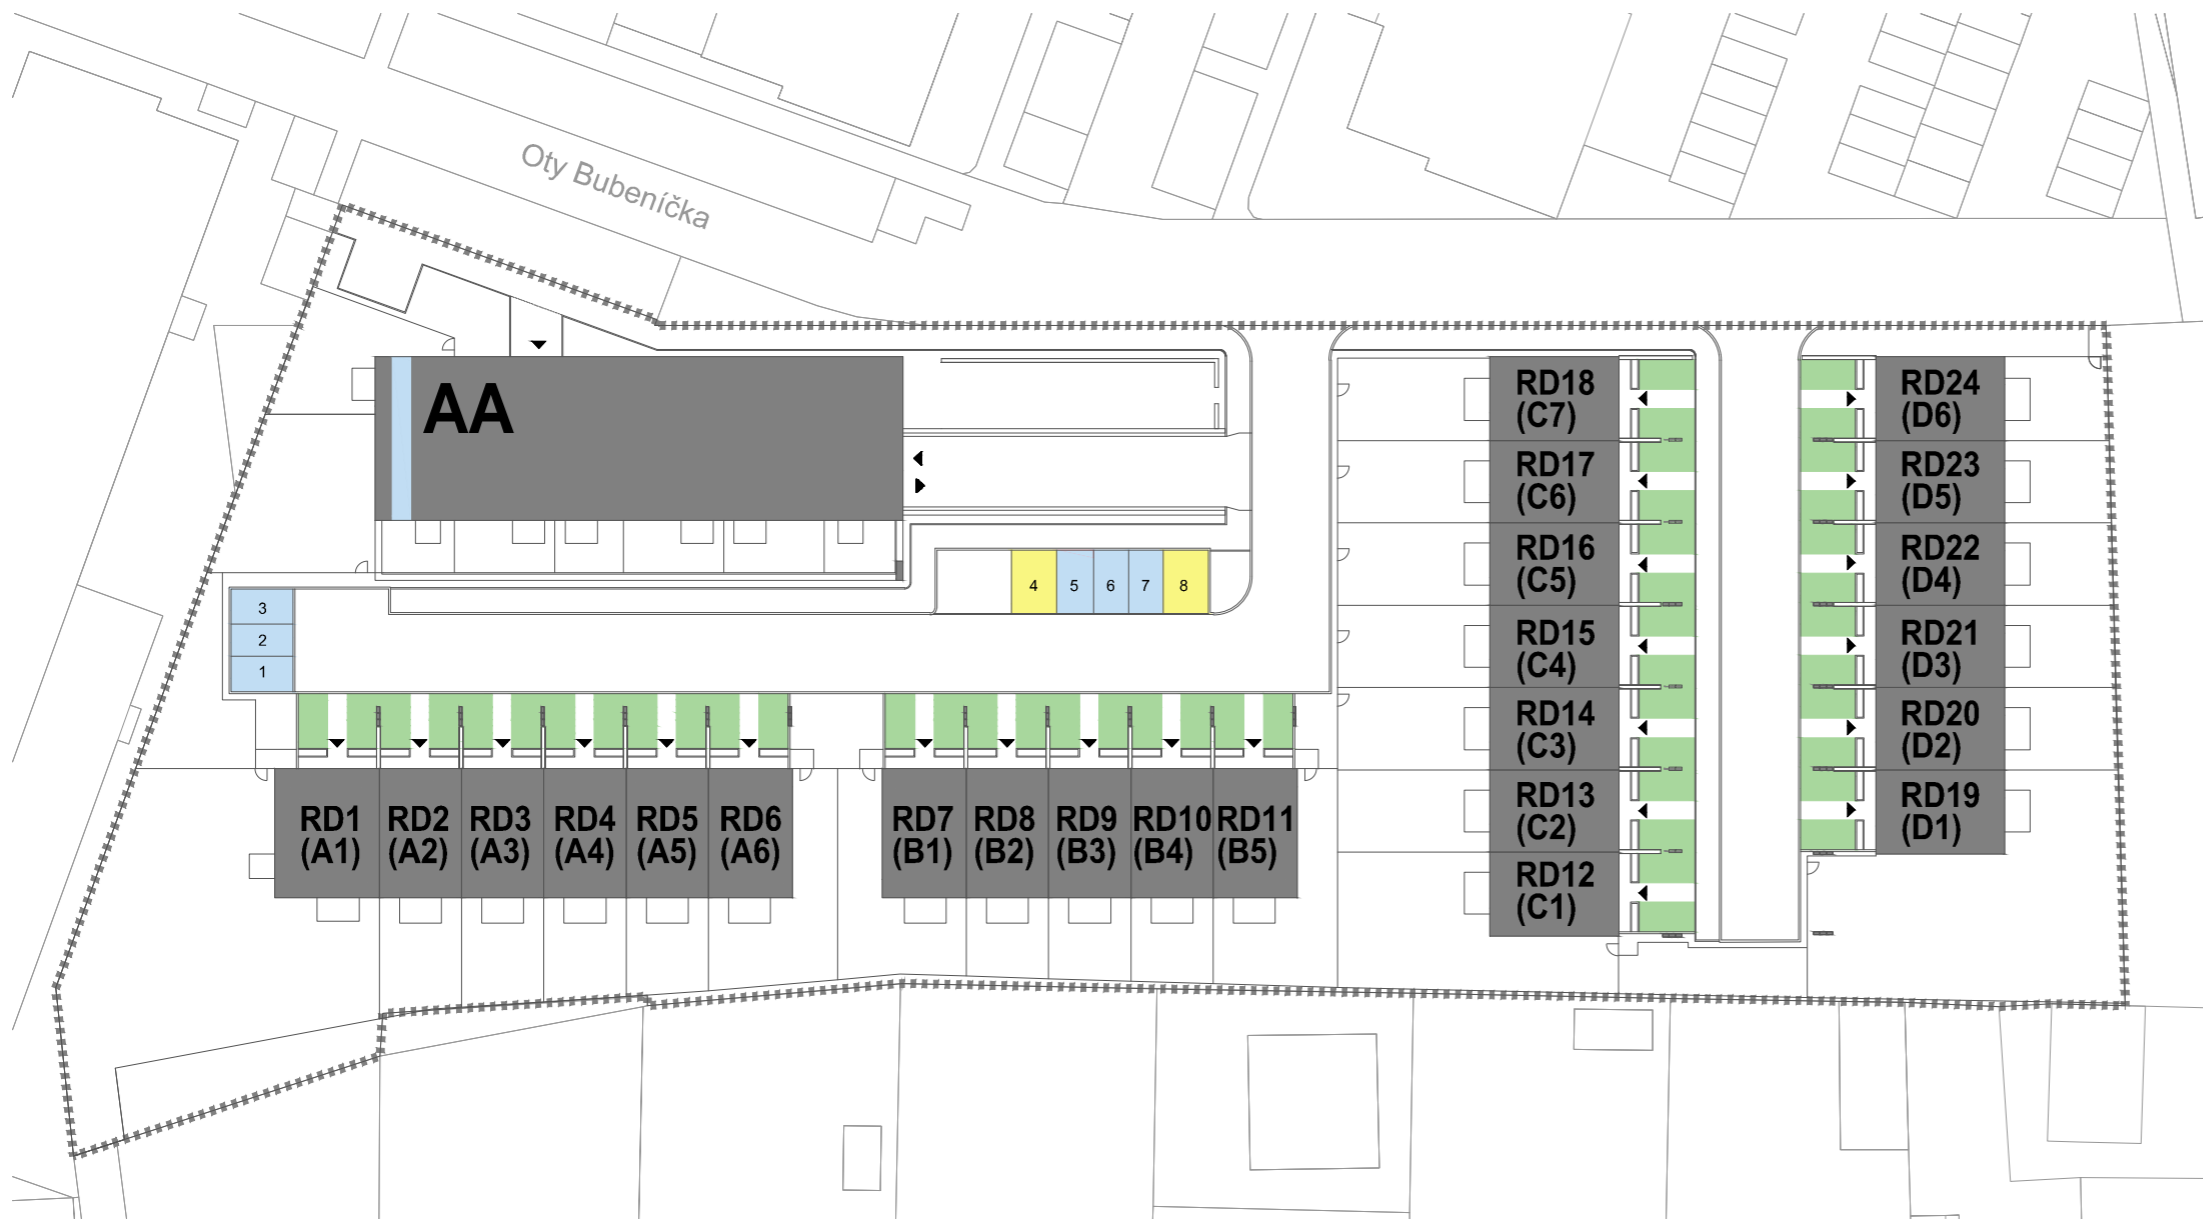 Oty Bubeníčka
AA
RD18
(C7)
RD24
(D6)
RD17
(C6)
RD23
(D5)
RD16
(C5)
RD22
(D4)
4 5 6 7 8
3
2
1
RD15
(C4)
RD21
(D3)
RD14
(C3)
RD20
(D2)
RD13
(C2)
RD19
(D1)
RD1
(A1)
RD2
(A2)
RD3
(A3)
RD4
(A4)
RD5
(A5)
RD6
(A6)
RD7
(B1)
RD8
(B2)
RD9
(B3)
RD10
(B4)
RD11
(B5)
RD12
(C1)